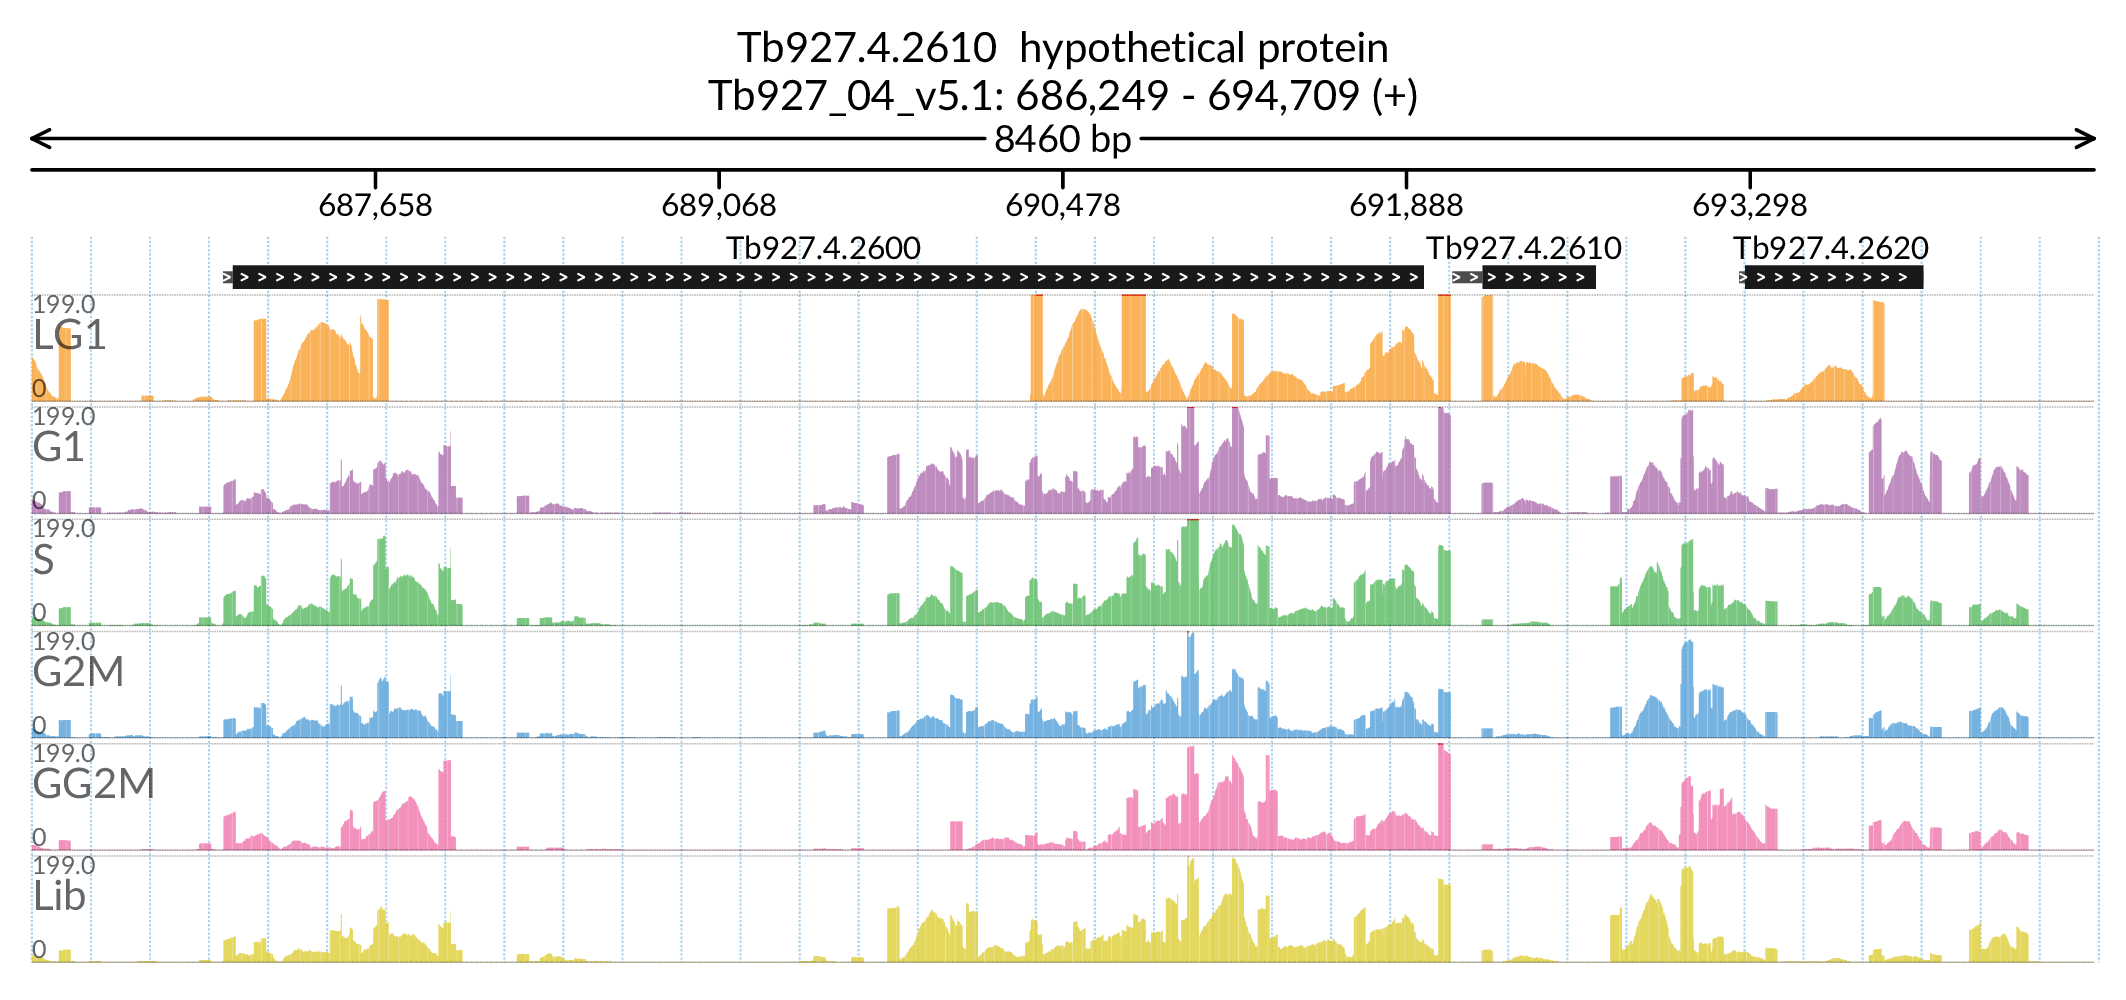 Tb927.4.2610 hypothetical protein
Tb927_04_v5.1: 686,249 - 694,709 (+)
8460 bp
687,658 689,068 690,478 691,888 693,298
Tb927.4.2600 Tb927.4.2610 Tb927.4.2620
199.0
LG1
0
199.0
G1
0
199.0
S
0
199.0
G2M
0
199.0
GG2M
0
199.0
Lib
0